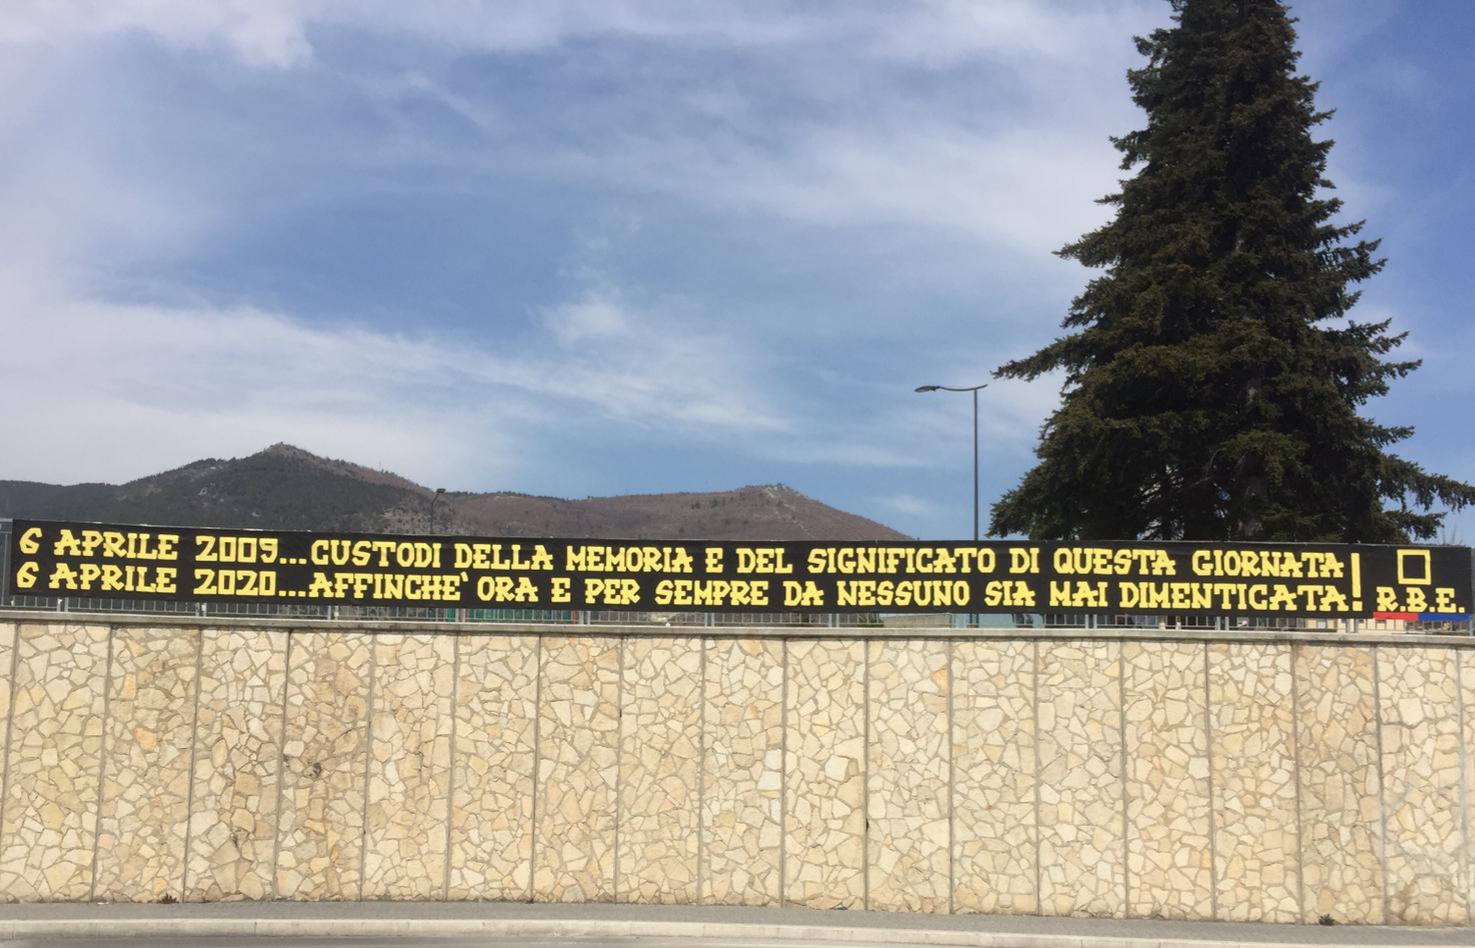 6 APRILE 2009...CUSTODI DELLA MEMORIA E DEL SIGNIFICATO DI QUESTA GIORNATA!
6 APRILE 2020...AFFINCHE' ORA E PER SEMPRE DA NESSUNO SIA MAI DIMENTICATA!
R.B.E.